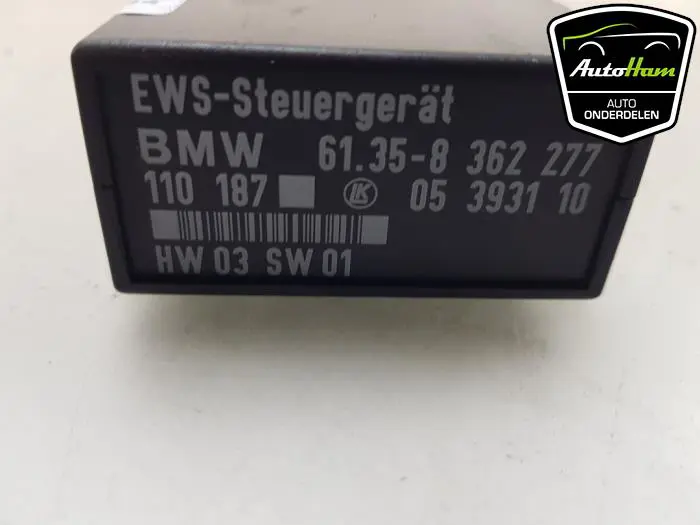 EWS-Steuergerät
BMW 61.35-8 362 277
110 187 LK 05 3931 10
HW 03 SW 01
AutoHam
AUTO
ONDERDELEN